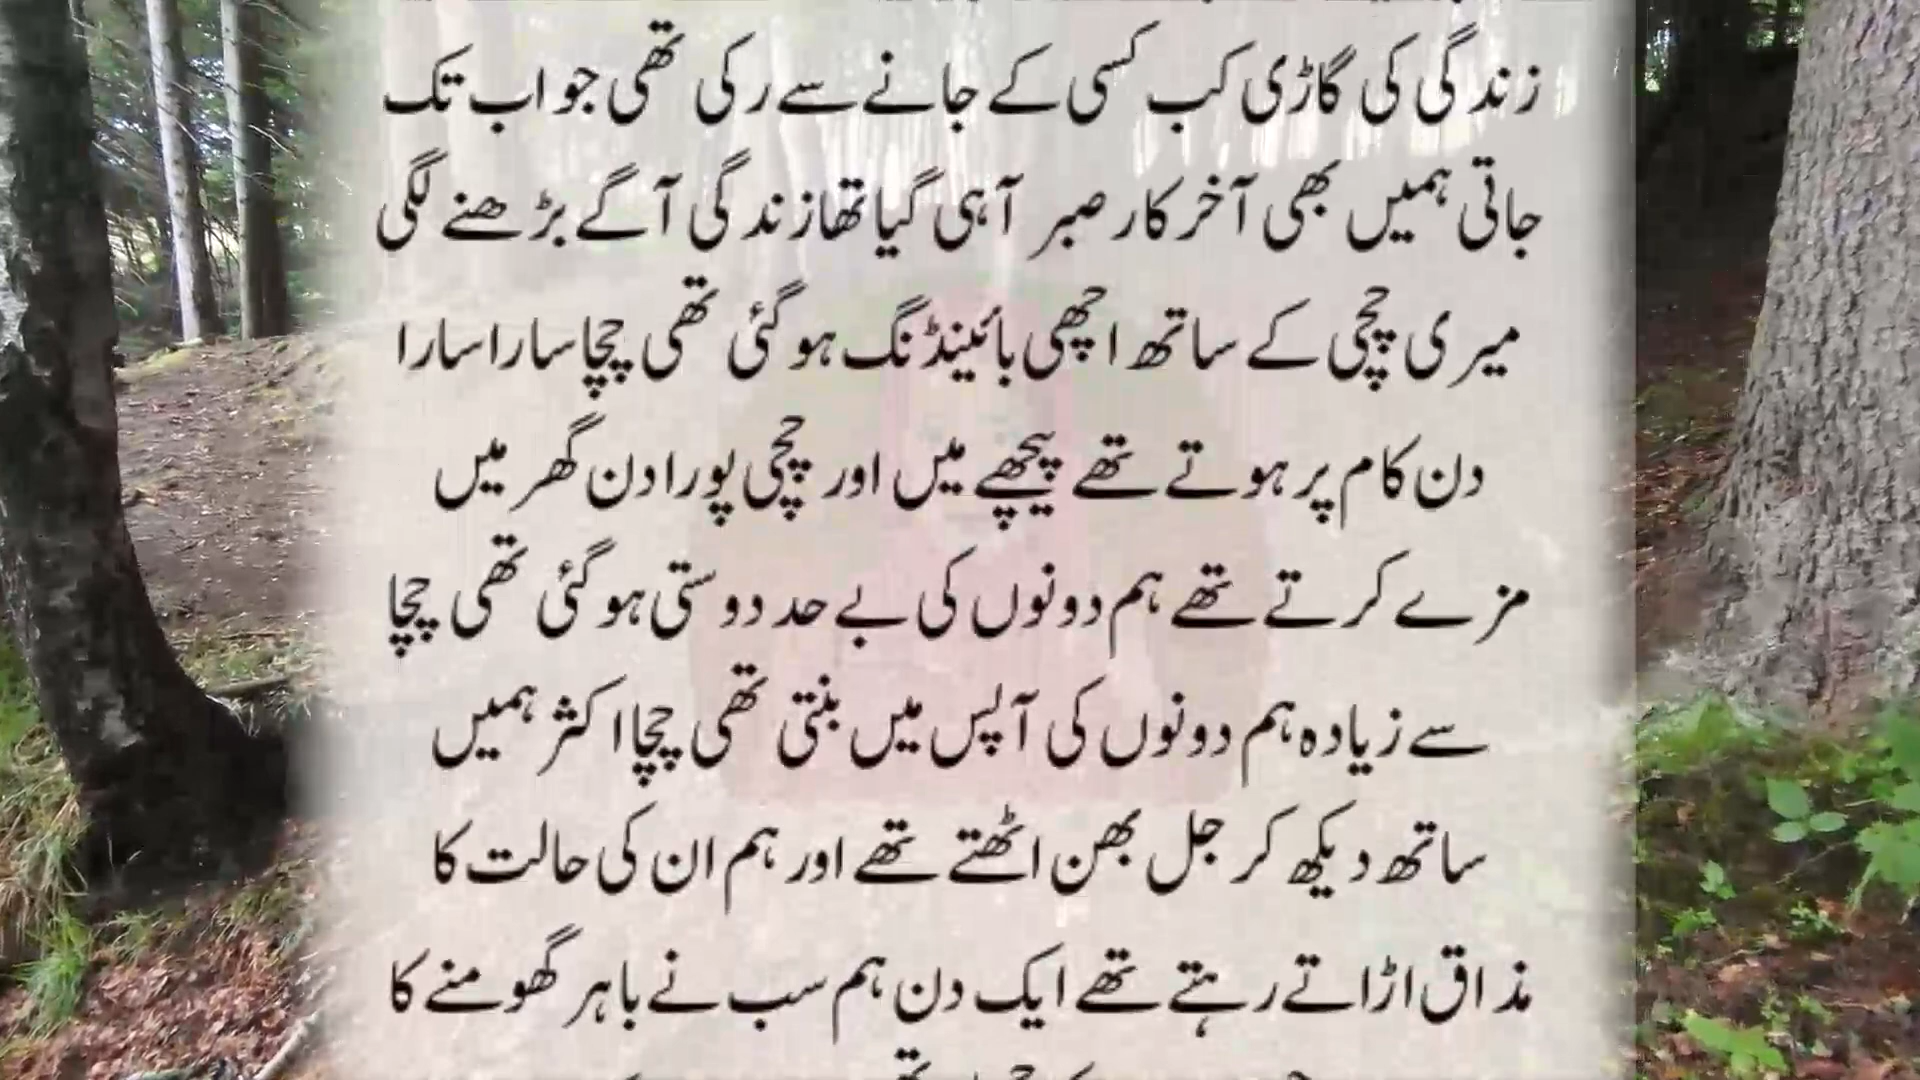 زندگی کی گاڑی کب کسی کے جانے سے رکی تھی جو اب تک
جاتی ہمیں بھی آخر کار صبر آ ہی گیا تھا زندگی آگے بڑھنے لگی
میری چچی کے ساتھ اچھی بائینڈنگ ہو گئی تھی چچا سارا سارا
دن کام پر ہوتے تھے پیچھے میں اور چچی پورا دن گھر میں
مزے کرتے تھے ہم دونوں کی بے حد دوستی ہو گئی تھی چچا
سے زیادہ ہم دونوں کی آپس میں بنتی تھی چچا اکثر ہمیں
ساتھ دیکھ کر جل بھن اٹھتے تھے اور ہم ان کی حالت کا
مذاق اڑاتے رہتے تھے ایک دن ہم سب نے باہر گھومنے کا